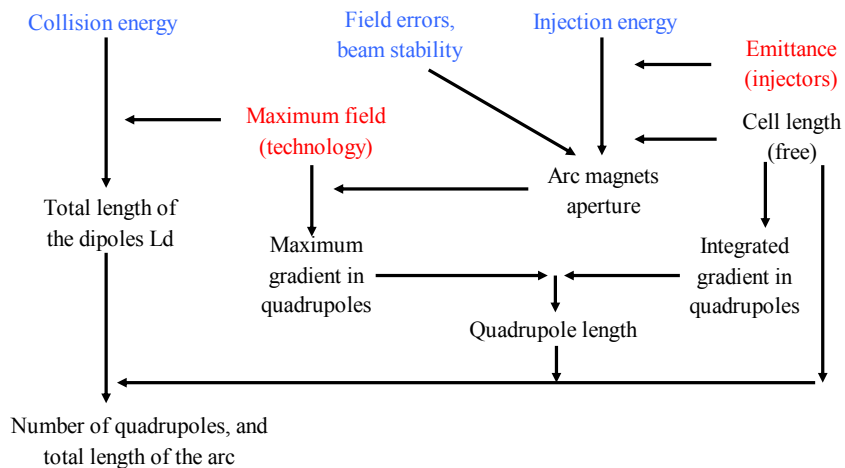 Collision energy
Field errors,
beam stability
Injection energy
Emittance
(injectors)
Maximum field
(technology)
Cell length
(free)
Arc magnets
aperture
Total length of
the dipoles Ld
Maximum
gradient in
quadrupoles
Integrated
gradient in
quadrupoles
Quadrupole length
Number of quadrupoles, and
total length of the arc